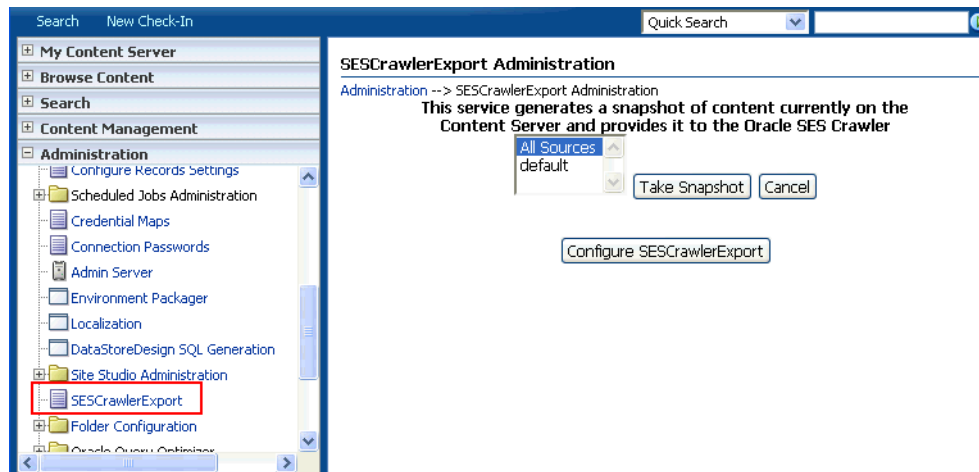 Search New Check-In
Quick Search
My Content Server
Browse Content
Search
Content Management
Administration
Configure Records Settings
Scheduled Jobs Administration
Credential Maps
Connection Passwords
Admin Server
Environment Packager
Localization
DataStoreDesign SQL Generation
Site Studio Administration
SESCrawlerExport
Folder Configuration
Oracle Query Optimizer
SESCrawlerExport Administration
Administration --> SESCrawlerExport Administration
This service generates a snapshot of content currently on the
Content Server and provides it to the Oracle SES Crawler
All Sources
default
Take Snapshot Cancel
Configure SESCrawlerExport